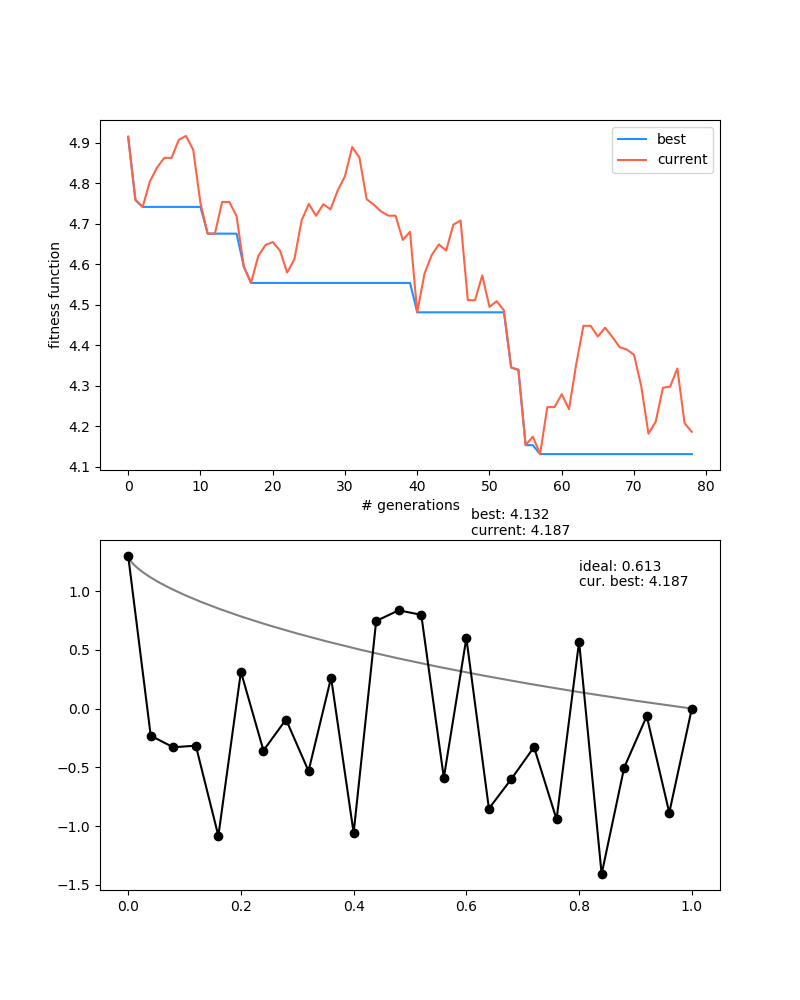 best
current
4.9
4.8
4.7
4.6
4.5
4.4
4.3
4.2
4.1
fitness function
0 10 20 30 40 50 60 70 80
# generations
best: 4.132
current: 4.187
ideal: 0.613
cur. best: 4.187
1.0
0.5
0.0
−0.5
−1.0
−1.5
0.0 0.2 0.4 0.6 0.8 1.0